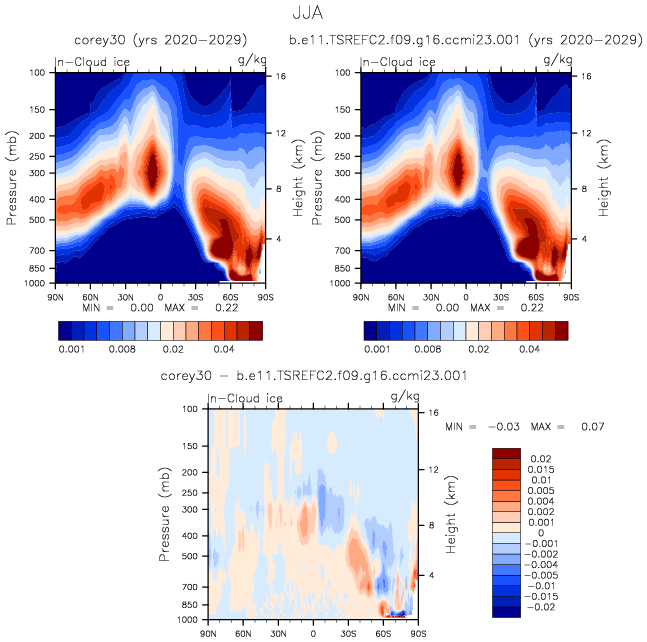 JJA
corey30 (yrs 2020-2029)
b.e11.TSREFC2.f09.g16.ccmi23.001 (yrs 2020-2029)
n-Cloud ice g/kg
n-Cloud ice g/kg
Pressure (mb)
100
150
200
250
300
400
500
700
850
1000
16
12
8
4
Height (km)
90N 60N 30N 0 30S 60S 90S
MIN = 0.00 MAX = 0.22
0.001 0.008 0.02 0.04
Pressure (mb)
100
150
200
250
300
400
500
700
850
1000
16
12
8
4
Height (km)
90N 60N 30N 0 30S 60S 90S
MIN = 0.00 MAX = 0.22
0.001 0.008 0.02 0.04
corey30 - b.e11.TSREFC2.f09.g16.ccmi23.001
n-Cloud ice g/kg
Pressure (mb)
100
150
200
250
300
400
500
700
850
1000
16
12
8
4
Height (km)
90N 60N 30N 0 30S 60S 90S
MIN = -0.03 MAX = 0.07
0.02
0.015
0.01
0.005
0.004
0.002
0.001
0
-0.001
-0.002
-0.004
-0.005
-0.01
-0.015
-0.02